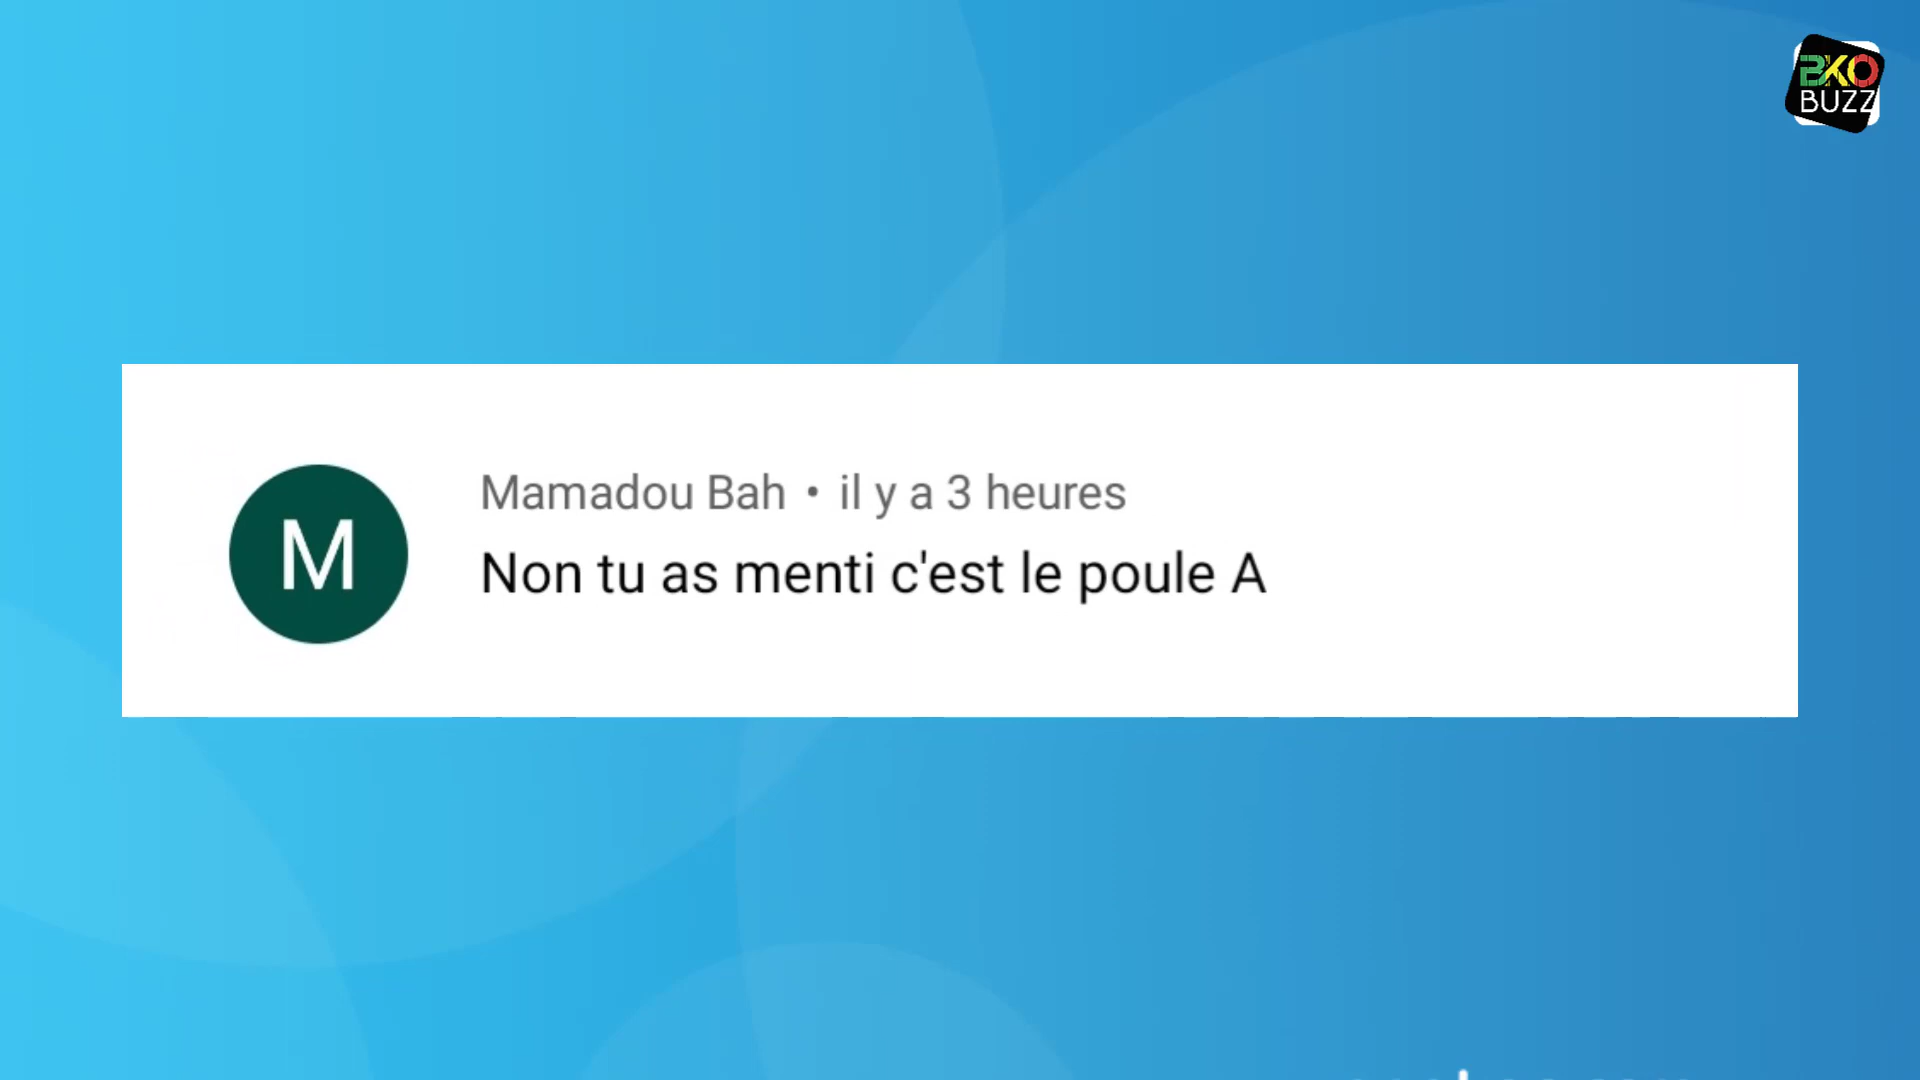 BKO
BUZZ
Mamadou Bah • il y a 3 heures
Non tu as menti c'est le poule A